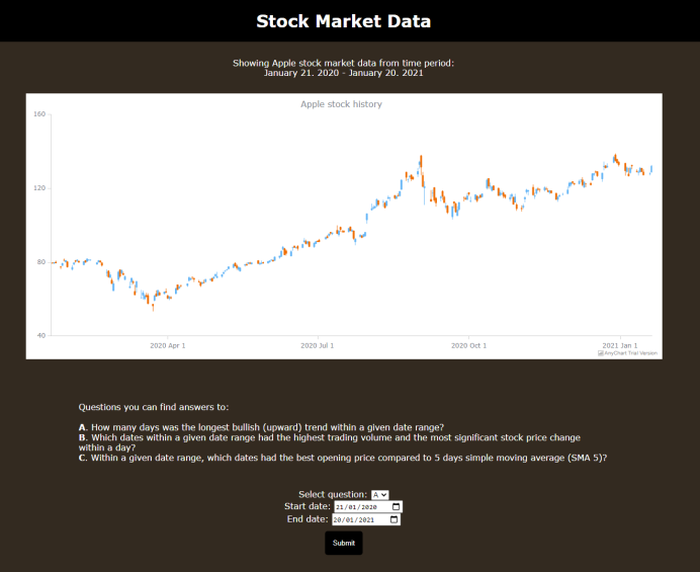 Stock Market Data
Showing Apple stock market data from time period:
January 21. 2020 - January 20. 2021
Apple stock history
160
120
80
40
2020 Apr 1
2020 Jul 1
2020 Oct 1
2021 Jan 1
AnyChart Trial Version
Questions you can find answers to:
A. How many days was the longest bullish (upward) trend within a given date range?
B. Which dates within a given date range had the highest trading volume and the most significant stock price change
within a day?
C. Within a given date range, which dates had the best opening price compared to 5 days simple moving average (SMA 5)?
Select question: A
Start date: 21/01/2020
End date: 20/01/2021
Submit